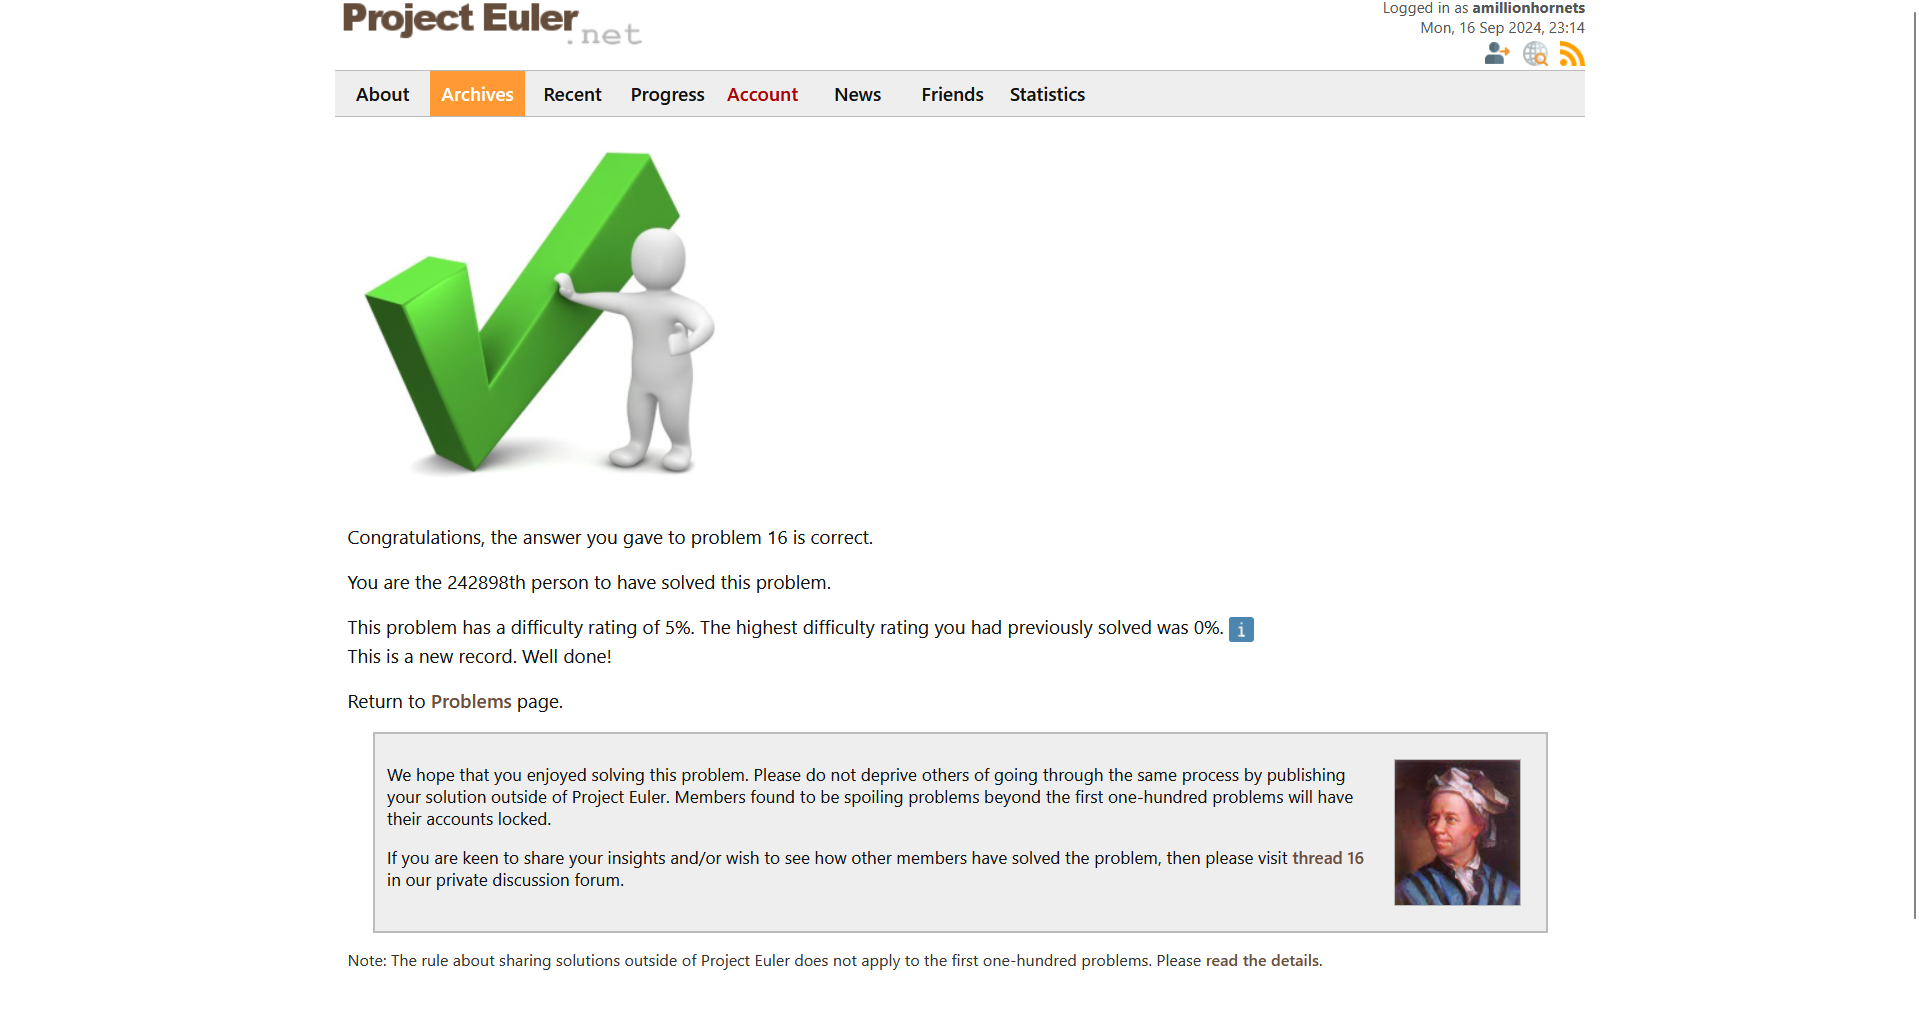 Project Euler
.net
Logged in as amillionhornets
Mon, 16 Sep 2024, 23:14
About Archives Recent Progress Account News Friends Statistics
Congratulations, the answer you gave to problem 16 is correct.
You are the 242898th person to have solved this problem.
This problem has a difficulty rating of 5%. The highest difficulty rating you had previously solved was 0%. i
This is a new record. Well done!
Return to Problems page.
We hope that you enjoyed solving this problem. Please do not deprive others of going through the same process by publishing
your solution outside of Project Euler. Members found to be spoiling problems beyond the first one-hundred problems will have
their accounts locked.
If you are keen to share your insights and/or wish to see how other members have solved the problem, then please visit thread 16
in our private discussion forum.
Note: The rule about sharing solutions outside of Project Euler does not apply to the first one-hundred problems. Please read the details.